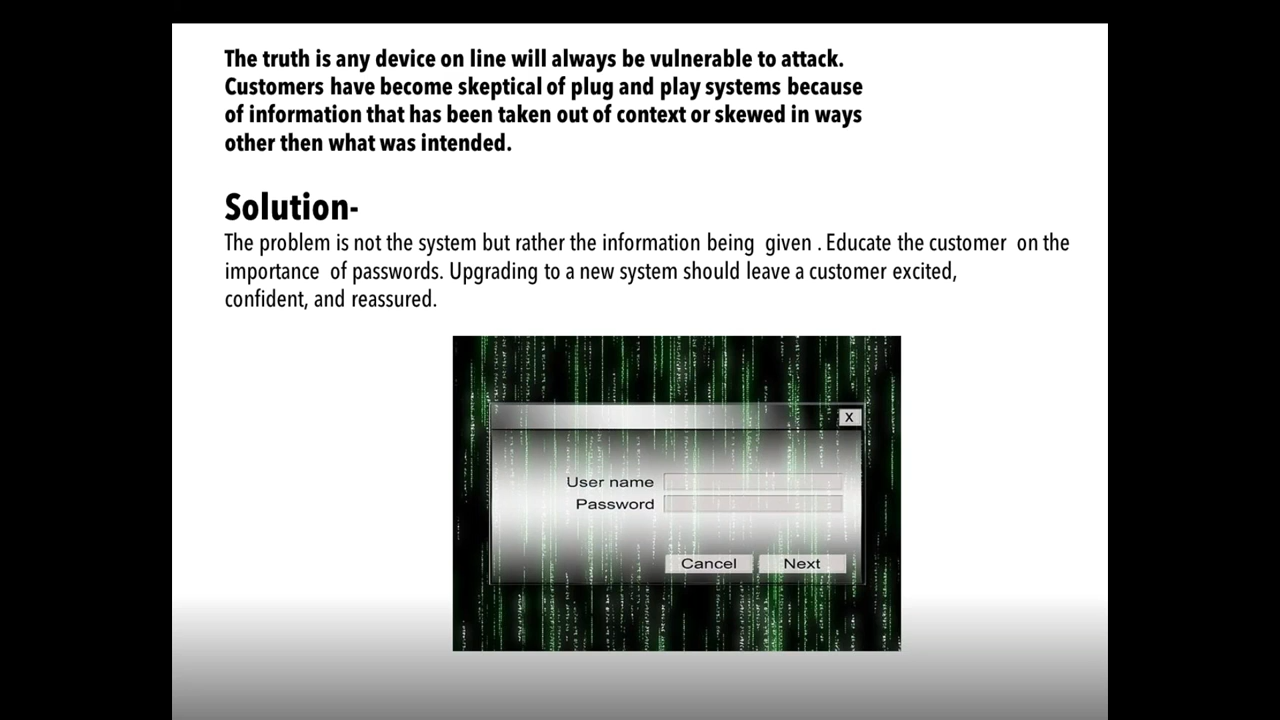 The truth is any device on line will always be vulnerable to attack.
Customers have become skeptical of plug and play systems because
of information that has been taken out of context or skewed in ways
other then what was intended.
Solution-
The problem is not the system but rather the information being  given . Educate the customer  on the
importance  of passwords. Upgrading to a new system should leave a customer excited,
confident, and reassured.
X
User name
Password
Cancel Next